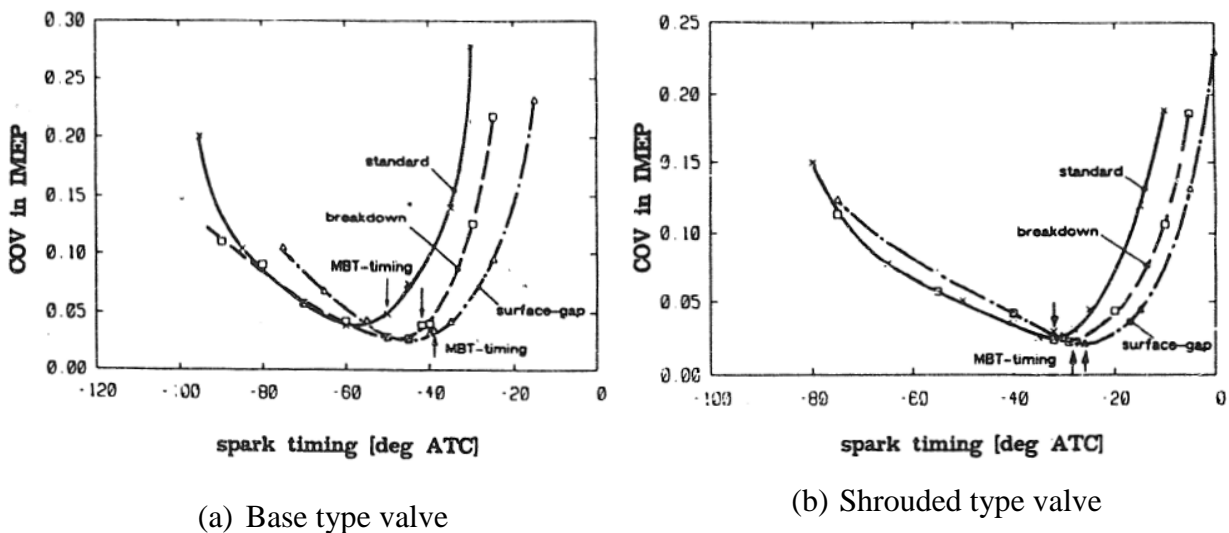 0.30
0.25
0.20
0.15
0.10
0.05
0.00
COV in IMEP
standard
breakdown
MBT-timing
surface-gap
MBT-timing
-120
-100
-80
-60
-40
-20
0
spark timing [deg ATC]
(a) Base type valve
0.25
0.20
0.15
0.10
0.05
0.00
COV in IMEP
standard
breakdown
MBT-timing
surface-gap
-100
-80
-60
-40
-20
0
spark timing [deg ATC]
(b) Shrouded type valve